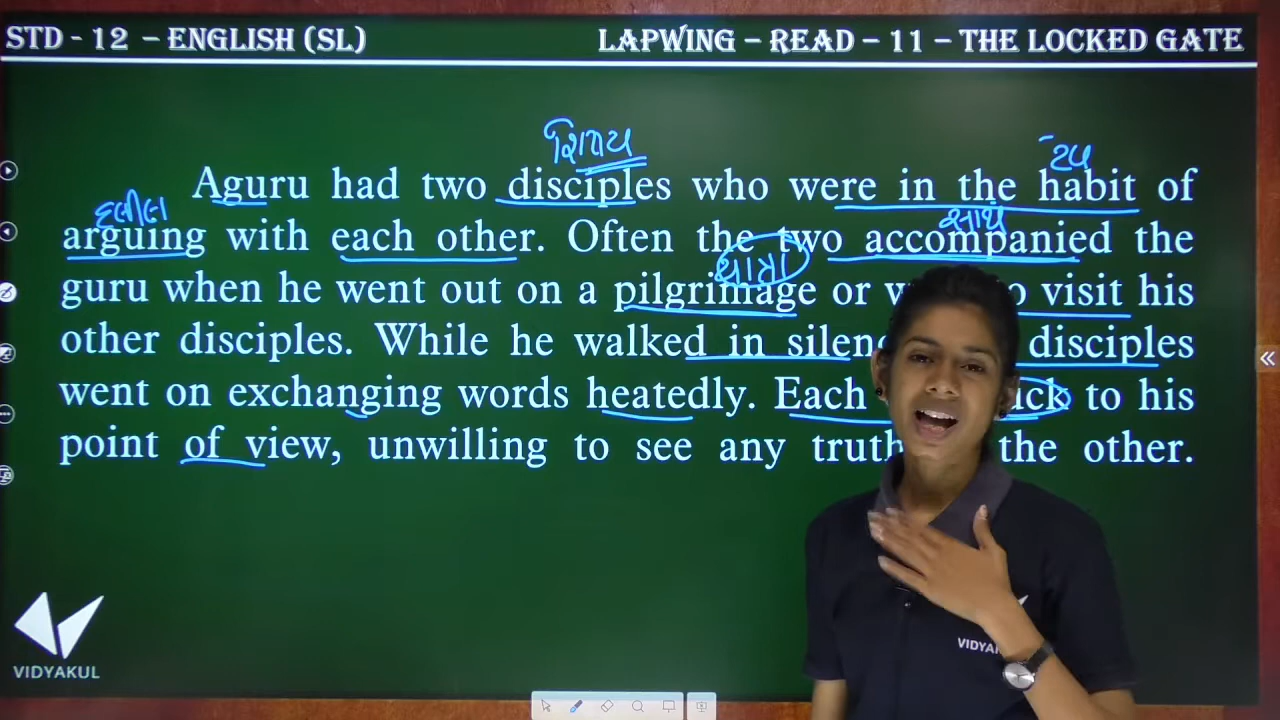 STD - 12 – ENGLISH (SL)
LAPWING – READ – 11 – THE LOCKED GATE
શિષ્ય
ટેવ
Aguru had two disciples who were in the habit of
દલીલ
સાથે
arguing with each other. Often the two accompanied the
યાત્રા
guru when he went out on a pilgrimage or to visit his
other disciples. While he walked in disciples
went on exchanging words heatedly. Each to his
point of view, unwilling to see any truth the other.
VIDYAKUL